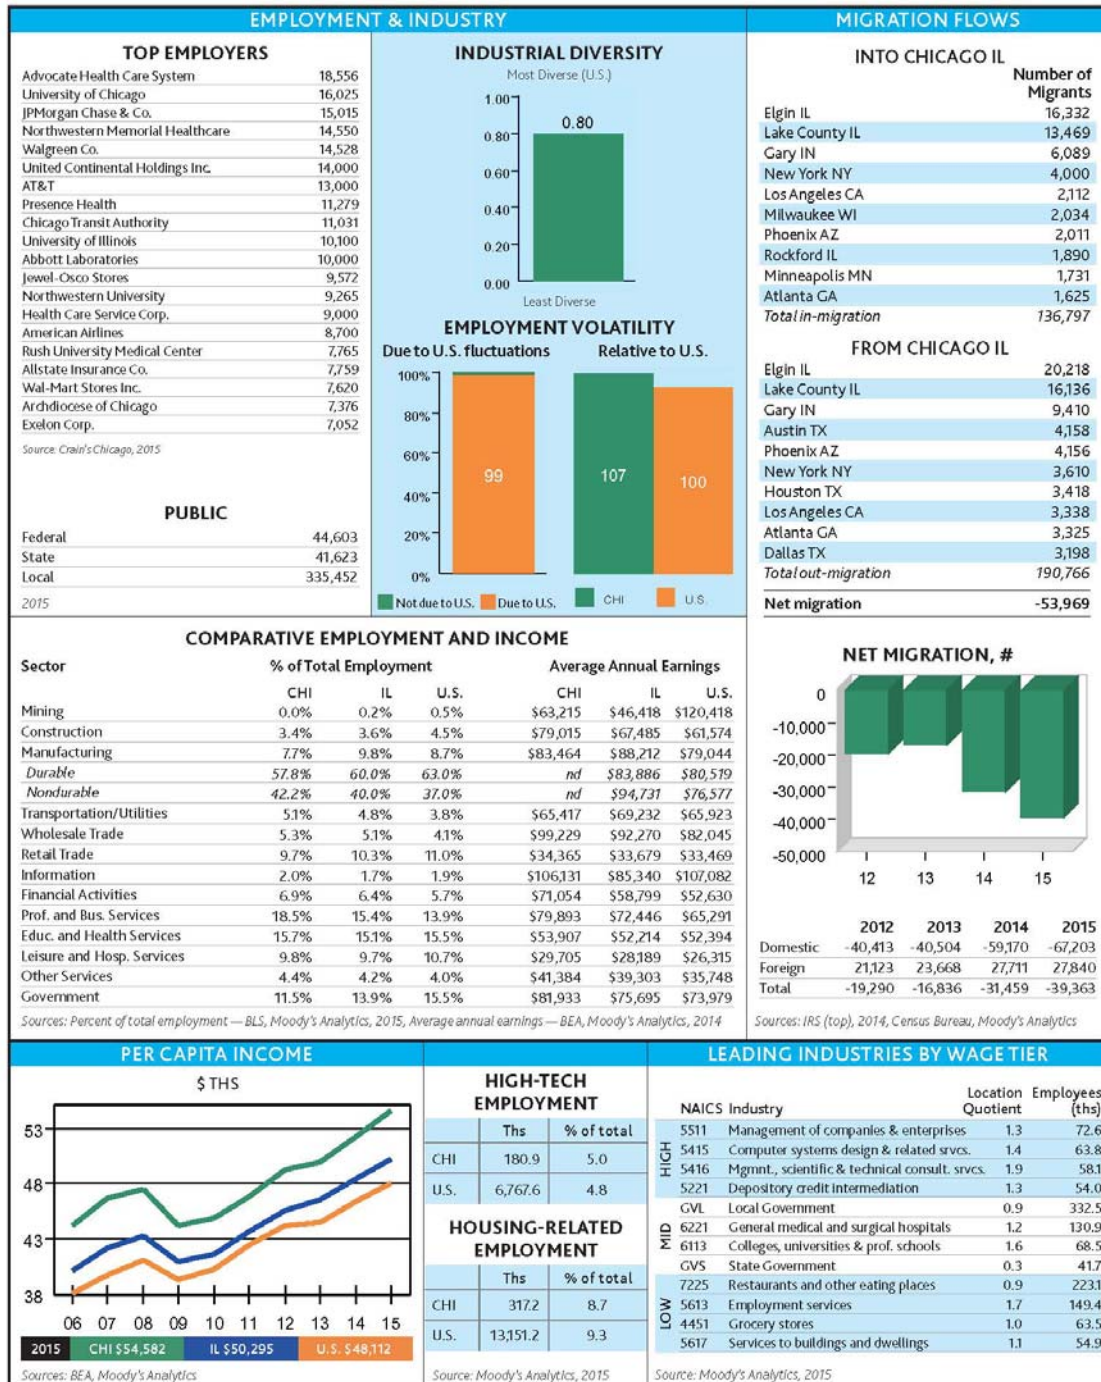 EMPLOYMENT & INDUSTRY
TOP EMPLOYERS
Advocate Health Care System 18,556
University of Chicago 16,025
JPMorgan Chase & Co. 15,015
Northwestern Memorial Healthcare 14,550
Walgreen Co. 14,528
United Continental Holdings Inc. 14,000
AT&T 13,000
Presence Health 11,279
Chicago Transit Authority 11,031
University of Illinois 10,100
Abbott Laboratories 10,000
Jewel-Osco Stores 9,572
Northwestern University 9,265
Health Care Service Corp. 9,000
American Airlines 8,700
Rush University Medical Center 7,765
Allstate Insurance Co. 7,759
Wal-Mart Stores Inc. 7,620
Archdiocese of Chicago 7,376
Exelon Corp. 7,052
Source: Crain's Chicago, 2015
PUBLIC
Federal 44,603
State 41,623
Local 335,452
2015
INDUSTRIAL DIVERSITY
Most Diverse (U.S.)
1.00
0.80
0.80
0.60
0.40
0.20
0.00
Least Diverse
EMPLOYMENT VOLATILITY
Due to U.S. fluctuations Relative to U.S.
100%
80%
60%
99 107 100
40%
20%
0%
Not due to U.S. Due to U.S. CHI U.S.
MIGRATION FLOWS
INTO CHICAGO IL
Number of
Migrants
Elgin IL 16,332
Lake County IL 13,469
Gary IN 6,089
New York NY 4,000
Los Angeles CA 2,112
Milwaukee WI 2,034
Phoenix AZ 2,011
Rockford IL 1,890
Minneapolis MN 1,731
Atlanta GA 1,625
Total in-migration 136,797
FROM CHICAGO IL
Elgin IL 20,218
Lake County IL 16,136
Gary IN 9,410
Austin TX 4,158
Phoenix AZ 4,156
New York NY 3,610
Houston TX 3,418
Los Angeles CA 3,338
Atlanta GA 3,325
Dallas TX 3,198
Total out-migration 190,766
Net migration -53,969
COMPARATIVE EMPLOYMENT AND INCOME
Sector % of Total Employment Average Annual Earnings
CHI IL U.S. CHI IL U.S.
Mining 0.0% 0.2% 0.5% $63,215 $46,418 $120,418
Construction 3.4% 3.6% 4.5% $79,015 $67,485 $61,574
Manufacturing 7.7% 9.8% 8.7% $83,464 $88,212 $79,044
Durable 57.8% 60.0% 63.0% nd $83,886 $80,519
Nondurable 42.2% 40.0% 37.0% nd $94,731 $76,577
Transportation/Utilities 5.1% 4.8% 3.8% $65,417 $69,232 $65,923
Wholesale Trade 5.3% 5.1% 4.1% $99,229 $92,270 $82,045
Retail Trade 9.7% 10.3% 11.0% $34,365 $33,679 $33,469
Information 2.0% 1.7% 1.9% $106,131 $85,340 $107,082
Financial Activities 6.9% 6.4% 5.7% $71,054 $58,799 $52,630
Prof. and Bus. Services 18.5% 15.4% 13.9% $79,893 $72,446 $65,291
Educ. and Health Services 15.7% 15.1% 15.5% $53,907 $52,214 $52,394
Leisure and Hosp. Services 9.8% 9.7% 10.7% $29,705 $28,189 $26,315
Other Services 4.4% 4.2% 4.0% $41,384 $39,303 $35,748
Government 11.5% 13.9% 15.5% $81,933 $75,695 $73,979
Sources: Percent of total employment — BLS, Moody's Analytics, 2015, Average annual earnings — BEA, Moody's Analytics, 2014
NET MIGRATION, #
0
-10,000
-20,000
-30,000
-40,000
-50,000
12 13 14 15
2012 2013 2014 2015
Domestic -40,413 -40,504 -59,170 -67,203
Foreign 21,123 23,668 27,711 27,840
Total -19,290 -16,836 -31,459 -39,363
Sources: IRS (top), 2014, Census Bureau, Moody's Analytics
PER CAPITA INCOME
$ THS
53
48
43
38
06 07 08 09 10 11 12 13 14 15
2015 CHI $54,582 IL $50,295 U.S. $48,112
Sources: BEA, Moody's Analytics
HIGH-TECH
EMPLOYMENT
Ths % of total
CHI 180.9 5.0
U.S. 6,767.6 4.8
HOUSING-RELATED
EMPLOYMENT
Ths % of total
CHI 317.2 8.7
U.S. 13,151.2 9.3
Source: Moody's Analytics, 2015
LEADING INDUSTRIES BY WAGE TIER
Location Employees
NAICS Industry Quotient (ths)
HIGH
5511 Management of companies & enterprises 1.3 72.6
5415 Computer systems design & related srvcs. 1.4 63.8
5416 Mgmnt., scientific & technical consult. srvcs. 1.9 58.1
5221 Depository credit intermediation 1.3 54.0
MID
GVL Local Government 0.9 332.5
6221 General medical and surgical hospitals 1.2 130.9
6113 Colleges, universities & prof. schools 1.6 68.5
GVS State Government 0.3 41.7
LOW
7225 Restaurants and other eating places 0.9 223.1
5613 Employment services 1.7 149.4
4451 Grocery stores 1.0 63.5
5617 Services to buildings and dwellings 1.1 54.9
Source: Moody's Analytics, 2015